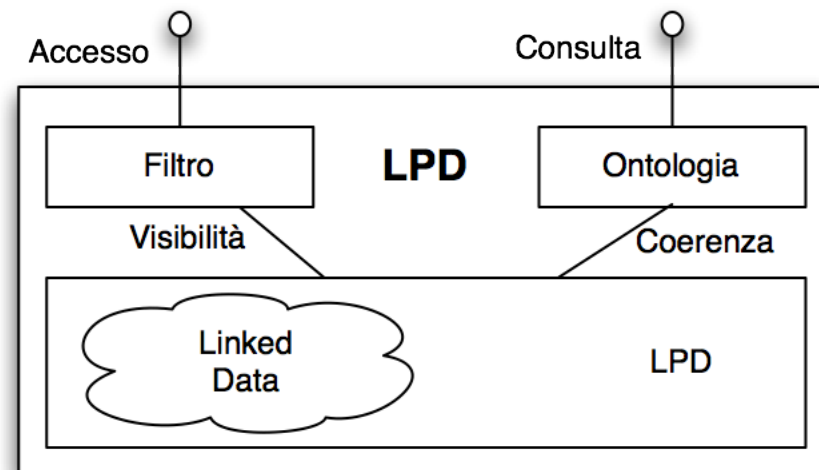 Accesso
Consulta
Filtro
LPD
Ontologia
Visibilità
Coerenza
Linked
Data
LPD